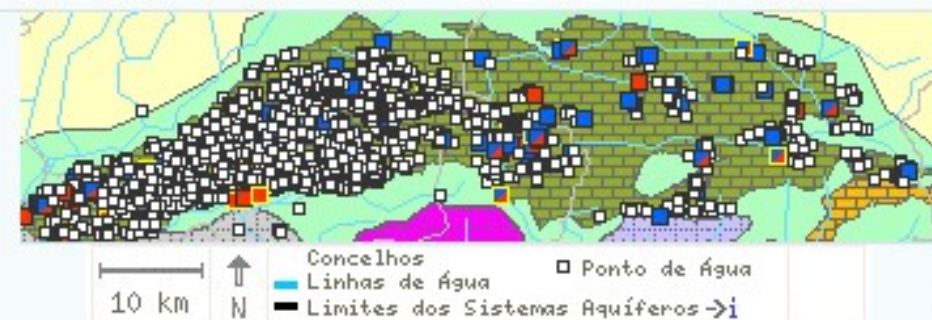 Concelhos
Ponto de Água
Linhas de Água
10 km
N
Limites dos Sistemas Aquíferos->i